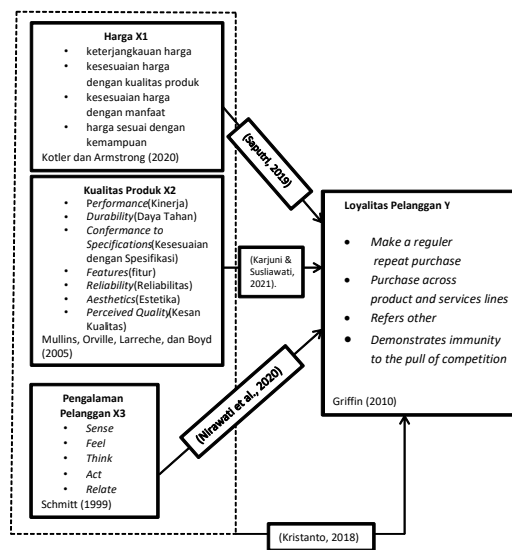 Harga X1
• keterjangkauan harga
• kesesuaian harga
dengan kualitas produk
• kesesuaian harga
dengan manfaat
• harga sesuai dengan
kemampuan
Kotler dan Armstrong (2020)
(Saputri, 2019)
Kualitas Produk X2
• Performance(Kinerja)
• Durability(Daya Tahan)
• Confermance to
Specifications(Kesesuaian
dengan Spesifikasi)
• Features(fitur)
• Reliability(Reliabilitas)
• Aesthetics(Estetika)
• Perceived Quality(Kesan
Kualitas)
Mullins, Orville, Larreche, dan Boyd
(2005)
(Karjuni &
Susliawati,
2021).
Loyalitas Pelanggan Y
• Make a reguler
repeat purchase
• Purchase across
product and services lines
• Refers other
• Demonstrates immunity
to the pull of competition
Griffin (2010)
Pengalaman
Pelanggan X3
• Sense
• Feel
• Think
• Act
• Relate
Schmitt (1999)
(Nirawati et al., 2020)
(Kristanto, 2018)